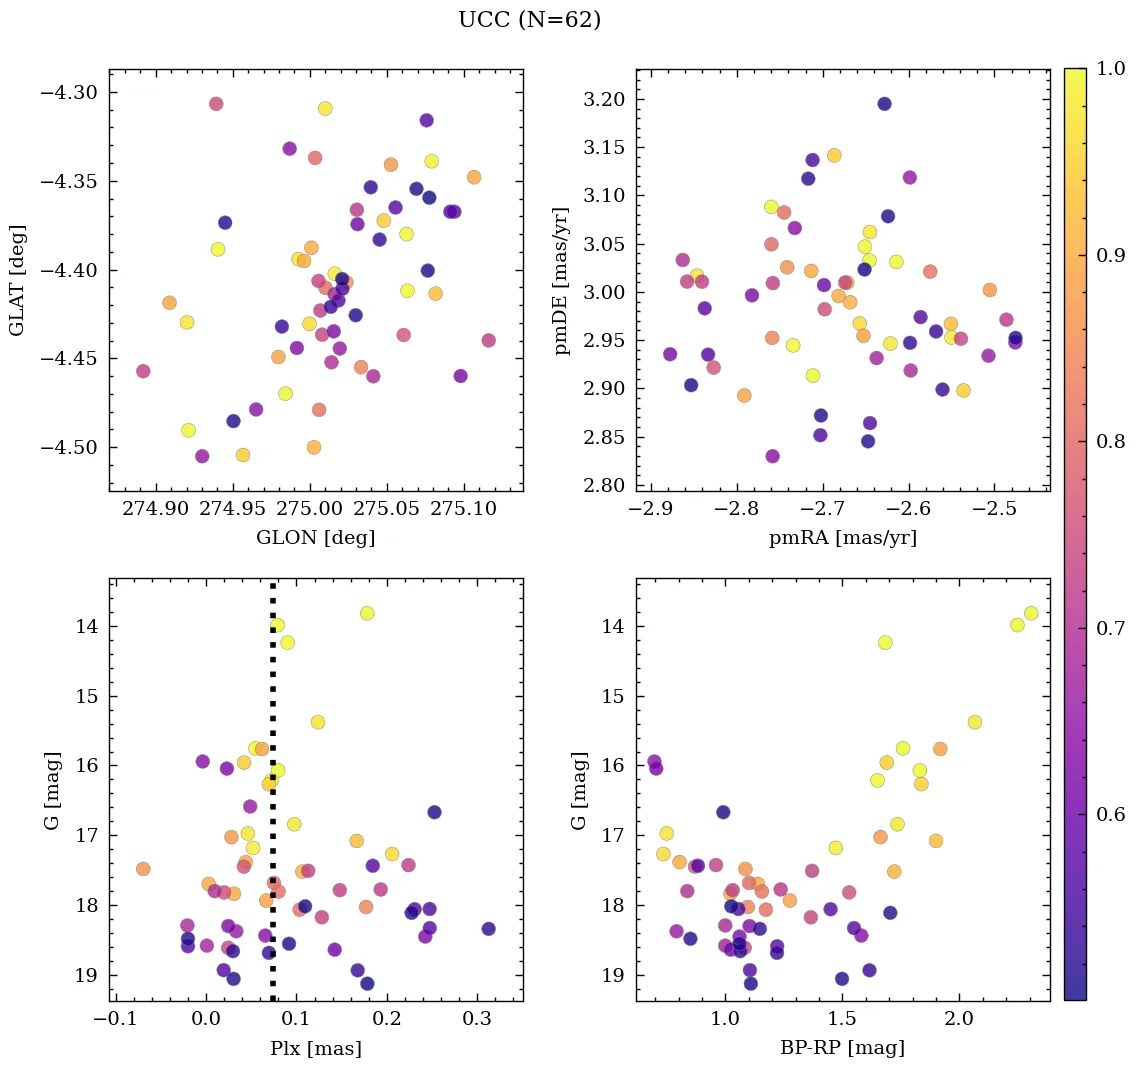 UCC (N=62)
−4.30
−4.35
−4.40
−4.45
−4.50
GLAT [deg]
274.90 274.95 275.00 275.05 275.10
GLON [deg]
3.20
3.15
3.10
3.05
3.00
2.95
2.90
2.85
2.80
pmDE [mas/yr]
−2.9 −2.8 −2.7 −2.6 −2.5
pmRA [mas/yr]
14
15
16
17
18
19
G [mag]
−0.1 0.0 0.1 0.2 0.3
Plx [mas]
14
15
16
17
18
19
G [mag]
1.0 1.5 2.0
BP-RP [mag]
1.0
0.9
0.8
0.7
0.6